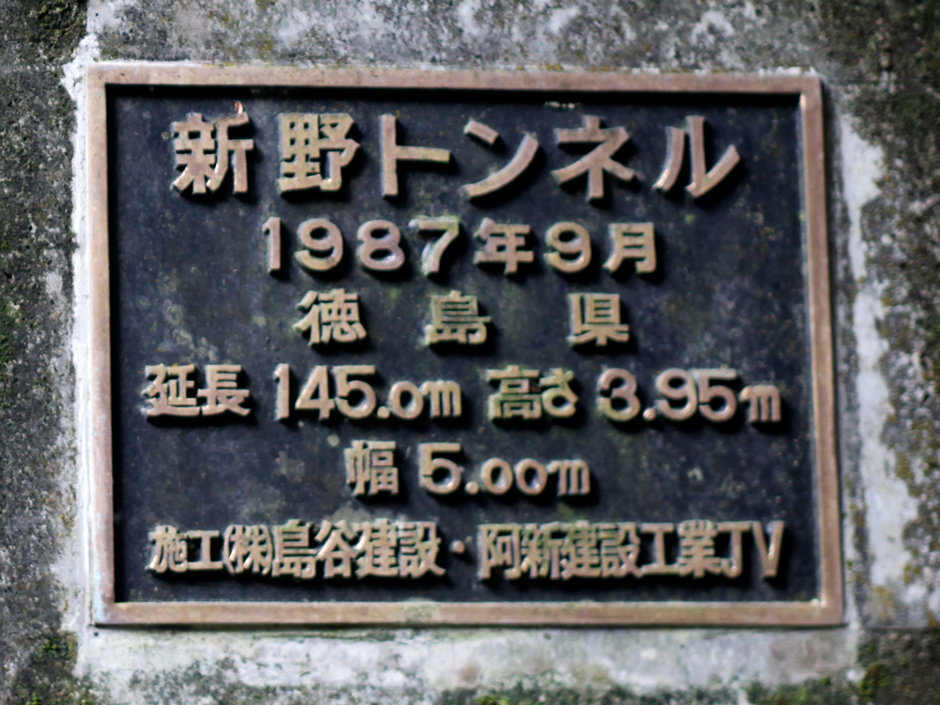 新野トンネル
1987年9月
徳島県
延長 145.0m 高さ 3.95m
幅 5.00m
施工(株)島谷建設・阿新建設工業JV